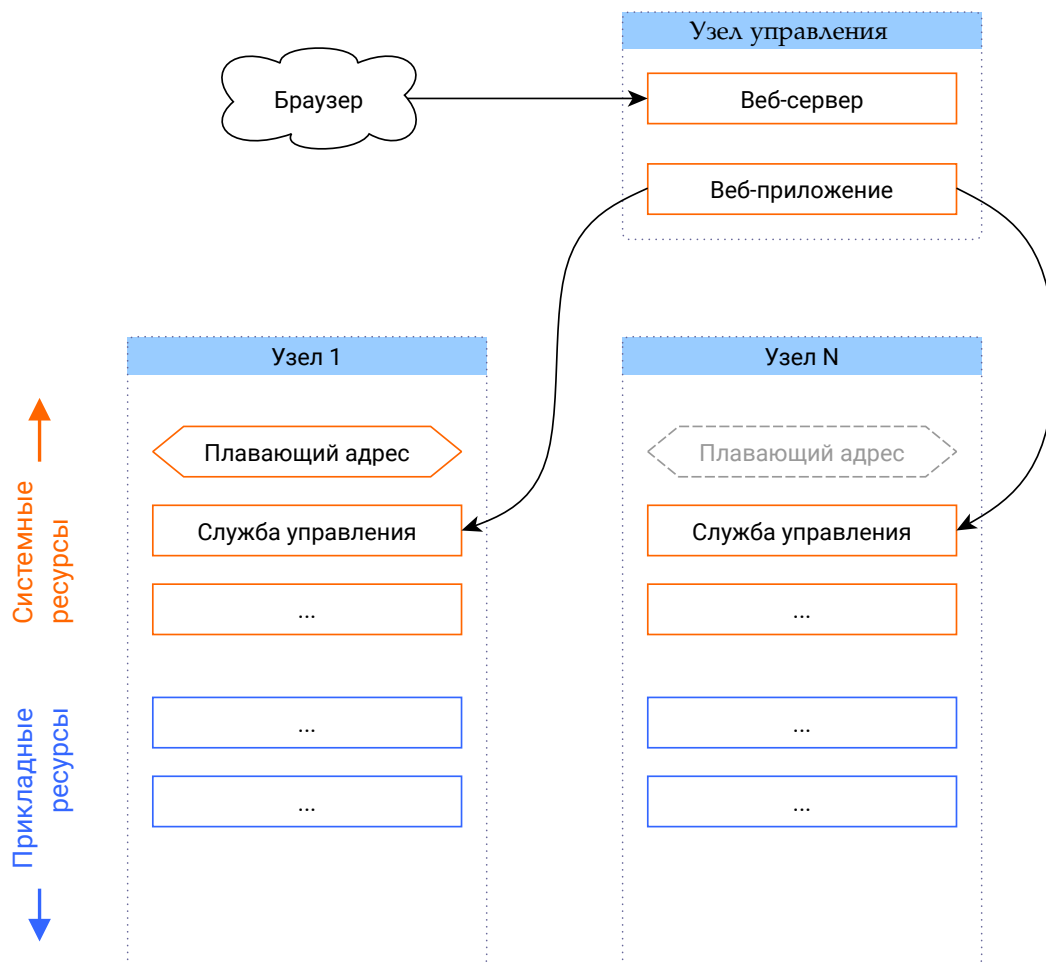 Узел управления
Браузер
Веб-сервер
Веб-приложение
Узел 1
Узел N
Плавающий адрес
Плавающий адрес
Служба управления
Служба управления
...
...
...
...
...
...
Системные
ресурсы
Прикладные
ресурсы